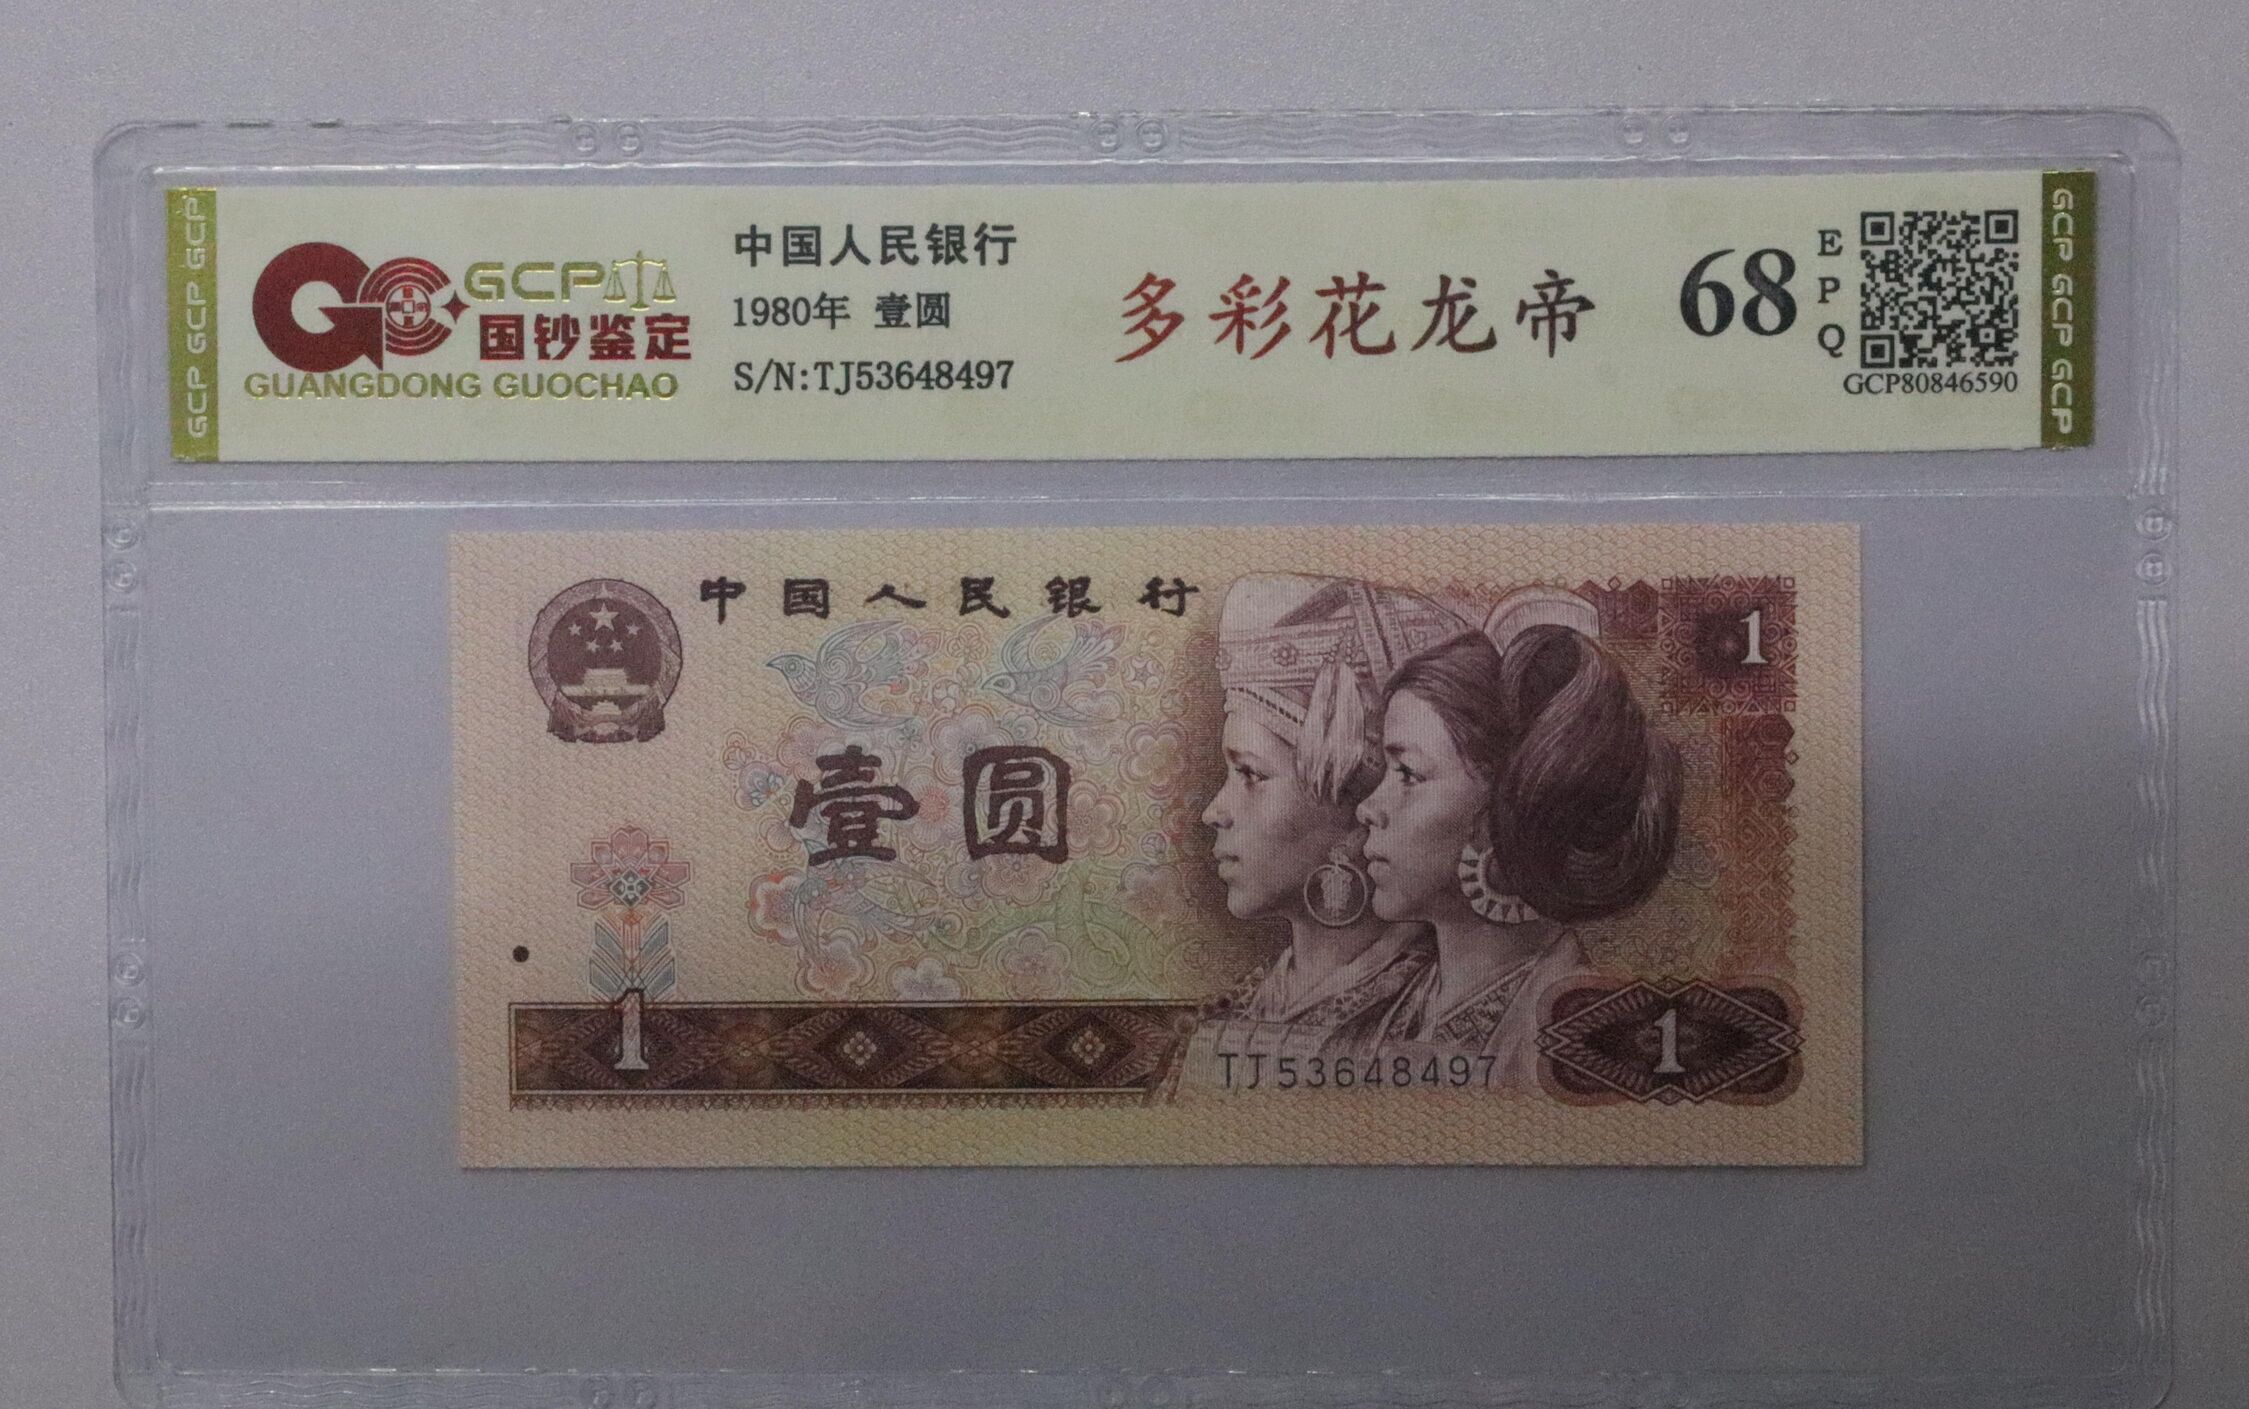 GCP GCP GCP
GCP
国钞鉴定
GUANGDONG GUOCHAO
中国人民银行
1980年 壹圆
S/N:TJ53648497
多彩花龙帝
68
E
P
Q
GCP80846590
GCP GCP GCP
中国人民银行
1
壹圆
1
TJ53648497
1